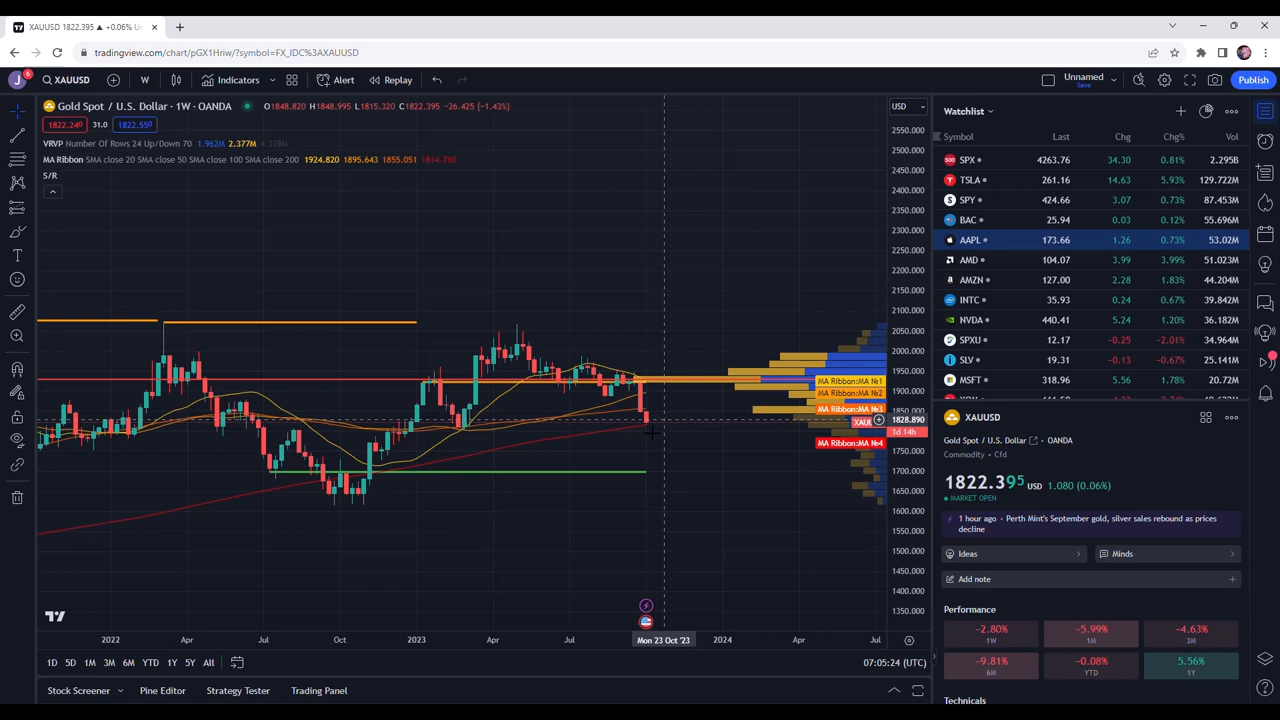 XAUUSD 1822.395 ▲ +0.06% Un
tradingview.com/chart/pGX1Hriw/?symbol=FX_IDC%3AXAUUSD
J 6 XAUUSD W Indicators Alert Replay Unnamed Save Publish
Gold Spot / U.S. Dollar · 1W · OANDA O1848.820 H1848.995 L1815.320 C1822.395 -26.425 (-1.43%) USD
1822.240 31.0 1822.550
VRVP Number Of Rows 24 Up/Down 70 1.962M 2.377M 4.339M
MA Ribbon SMA close 20 SMA close 50 SMA close 100 SMA close 200 1924.820 1895.643 1855.051 1814.710
S/R
2550.000
2500.000
2450.000
2400.000
2350.000
2300.000
2250.000
2200.000
2150.000
2100.000
2050.000
2000.000
1950.000
MA Ribbon:MA №1
1900.000
MA Ribbon:MA №2
MA Ribbon:MA №3
1850.000
XAU 1828.890
1d 14h
MA Ribbon:MA №4
1750.000
1700.000
1650.000
1600.000
1550.000
1500.000
1450.000
1400.000
1350.000
2022 Apr Jul Oct 2023 Apr Jul Mon 23 Oct '23 2024 Apr Jul
1D 5D 1M 3M 6M YTD 1Y 5Y All 07:05:24 (UTC)
Stock Screener Pine Editor Strategy Tester Trading Panel
Watchlist
Symbol Last Chg Chg% Vol
SPX 4263.76 34.30 0.81% 2.295B
TSLA 261.16 14.63 5.93% 129.722M
SPY 424.66 3.07 0.73% 87.453M
BAC 25.94 0.03 0.12% 55.696M
AAPL 173.66 1.26 0.73% 53.02M
AMD 104.07 3.99 3.99% 51.023M
AMZN 127.00 2.28 1.83% 44.204M
INTC 35.93 0.24 0.67% 39.842M
NVDA 440.41 5.24 1.20% 36.182M
SPXU 12.17 -0.25 -2.01% 34.964M
SLV 19.31 -0.13 -0.67% 25.141M
MSFT 318.96 5.56 1.78% 20.72M
XAUUSD
Gold Spot / U.S. Dollar OANDA
Commodity Cfd
1822.395 USD 1.080 (0.06%)
MARKET OPEN
1 hour ago • Perth Mint's September gold, silver sales rebound as prices
decline
Ideas Minds
Add note
Performance
-2.80% -5.99% -4.63%
1W 1M 3M
-9.81% -0.08% 5.56%
6M YTD 1Y
Technicals